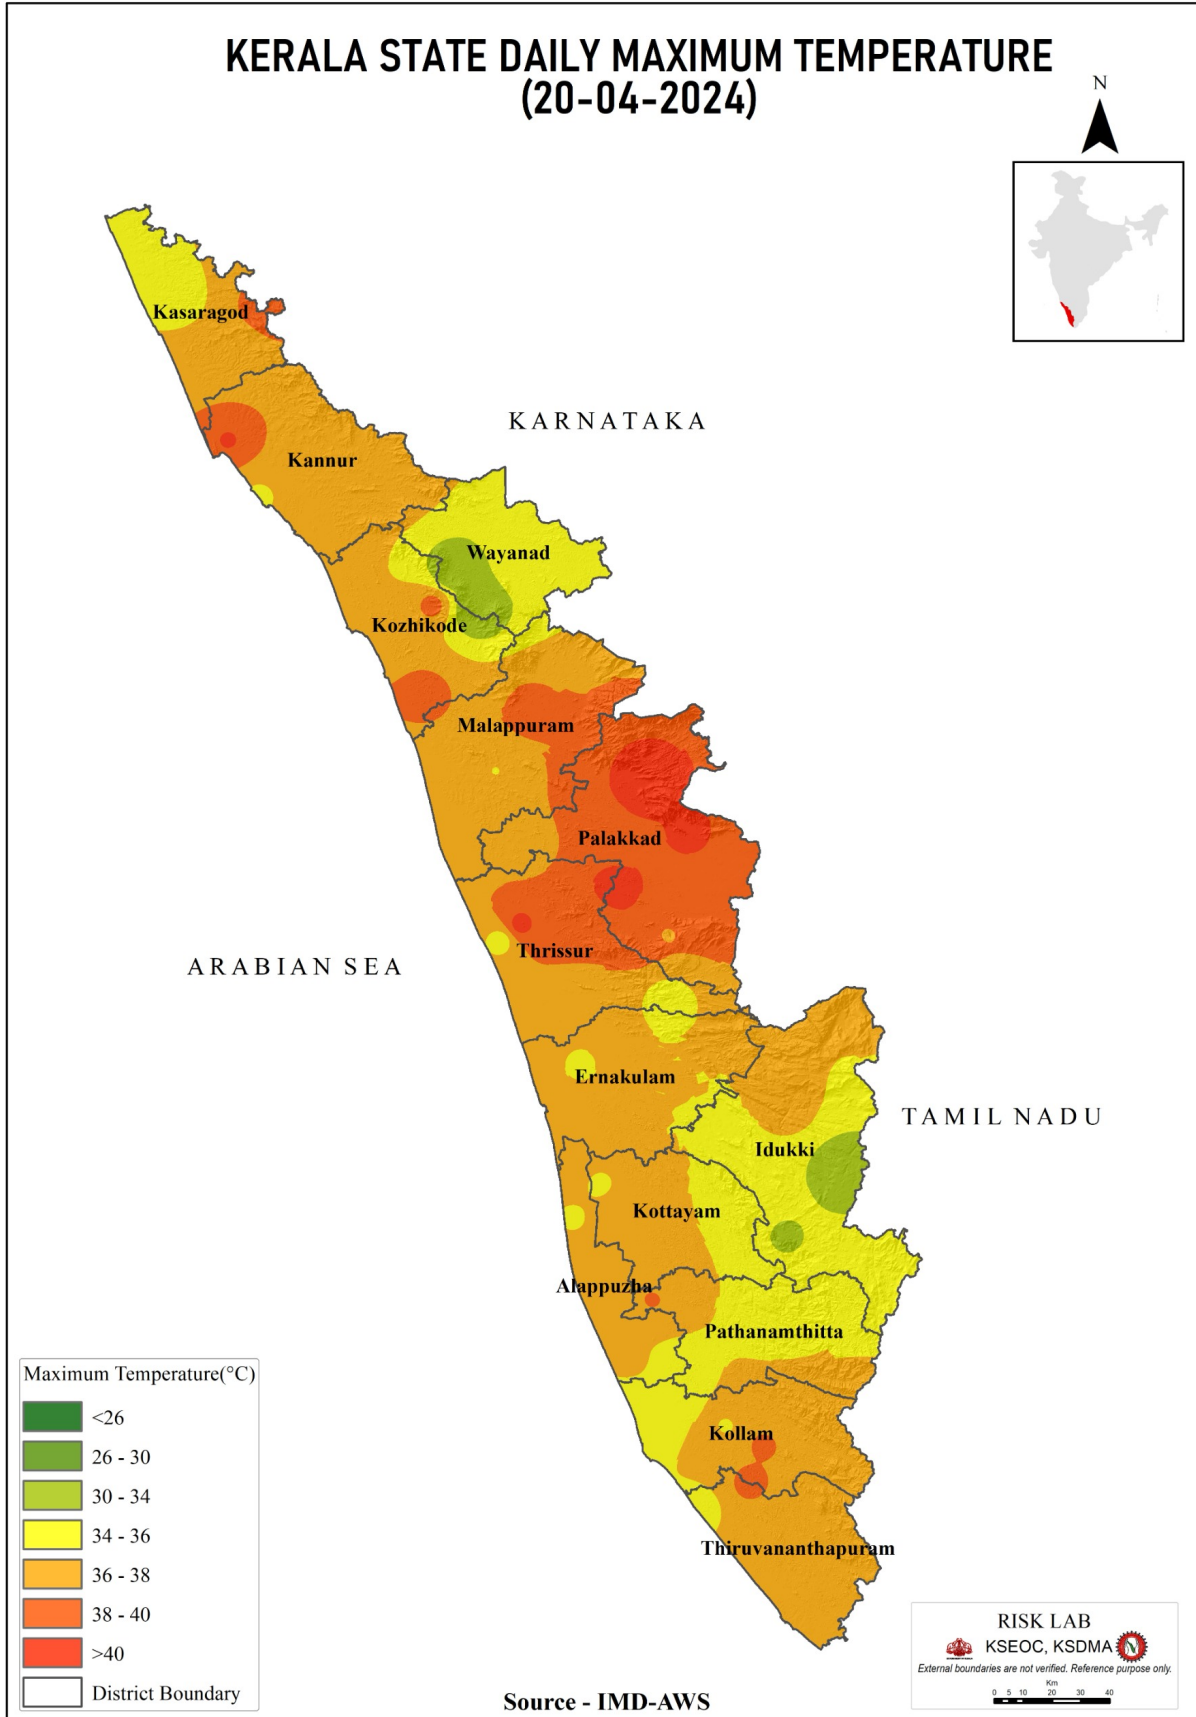 KERALA STATE DAILY MAXIMUM TEMPERATURE
(20-04-2024)
N
Kasaragod
KARNATAKA
Kannur
Wayanad
Kozhikode
Malappuram
Palakkad
Thrissur
ARABIAN SEA
Ernakulam
TAMIL NADU
Idukki
Kottayam
Alappuzha
Pathanamthitta
Kollam
Thiruvananthapuram
Maximum Temperature(°C)
<26
26 - 30
30 - 34
34 - 36
36 - 38
38 - 40
>40
District Boundary
Source - IMD-AWS
RISK LAB
KSEOC, KSDMA
External boundaries are not verified. Reference purpose only.
Km
0 5 10 20 30 40